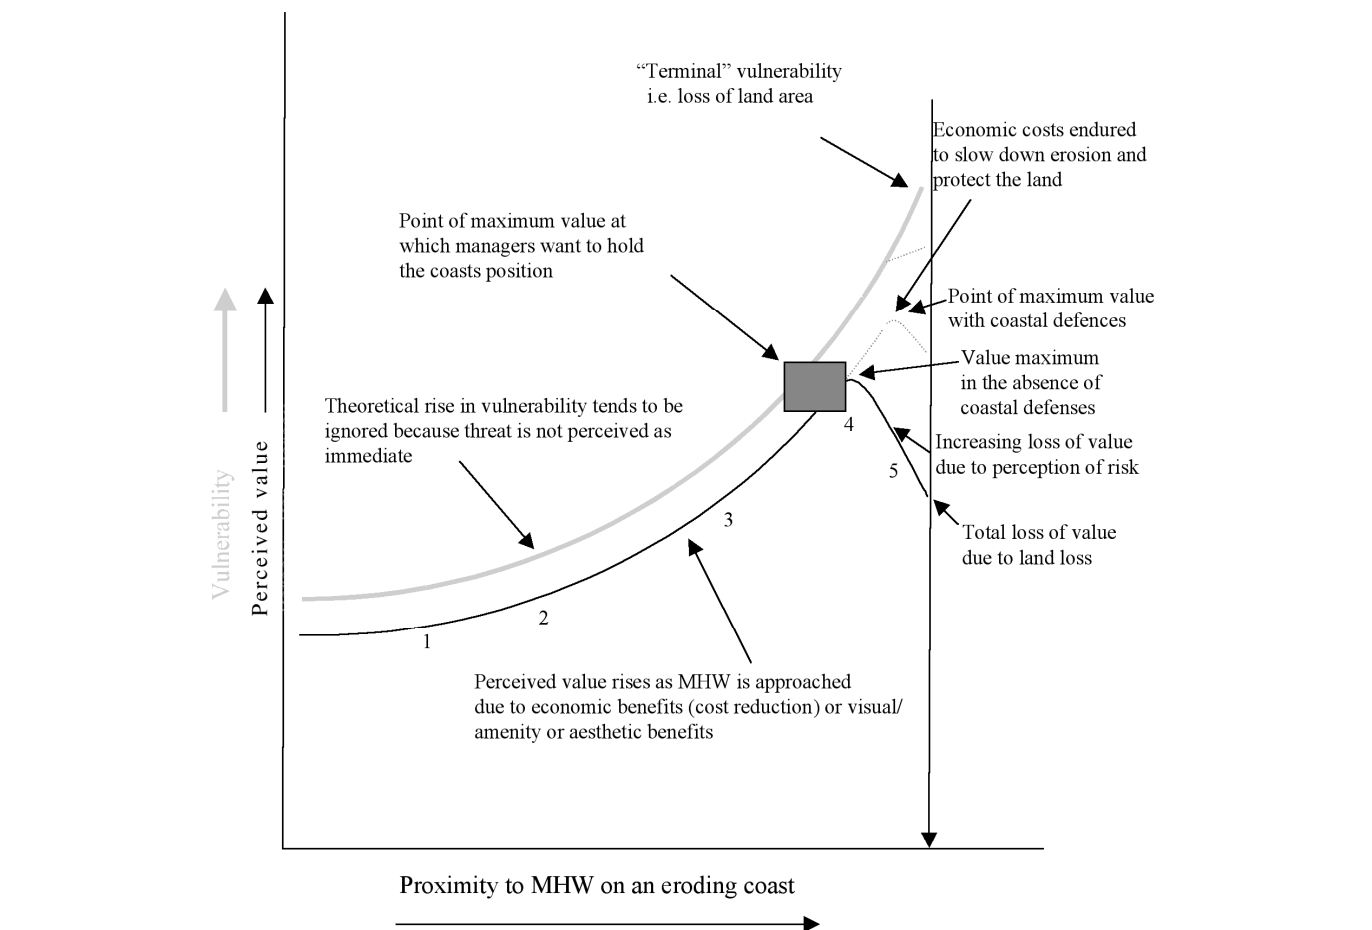 “Terminal” vulnerability
i.e. loss of land area
Economic costs endured
to slow down erosion and
protect the land
Point of maximum value at
which managers want to hold
the coasts position
Point of maximum value
with coastal defences
Value maximum
in the absence of
coastal defenses
Theoretical rise in vulnerability tends to be
ignored because threat is not perceived as
immediate
4
Increasing loss of value
due to perception of risk
5
Vulnerability
Perceived value
3
Total loss of value
due to land loss
2
1
Perceived value rises as MHW is approached
due to economic benefits (cost reduction) or visual/
amenity or aesthetic benefits
Proximity to MHW on an eroding coast